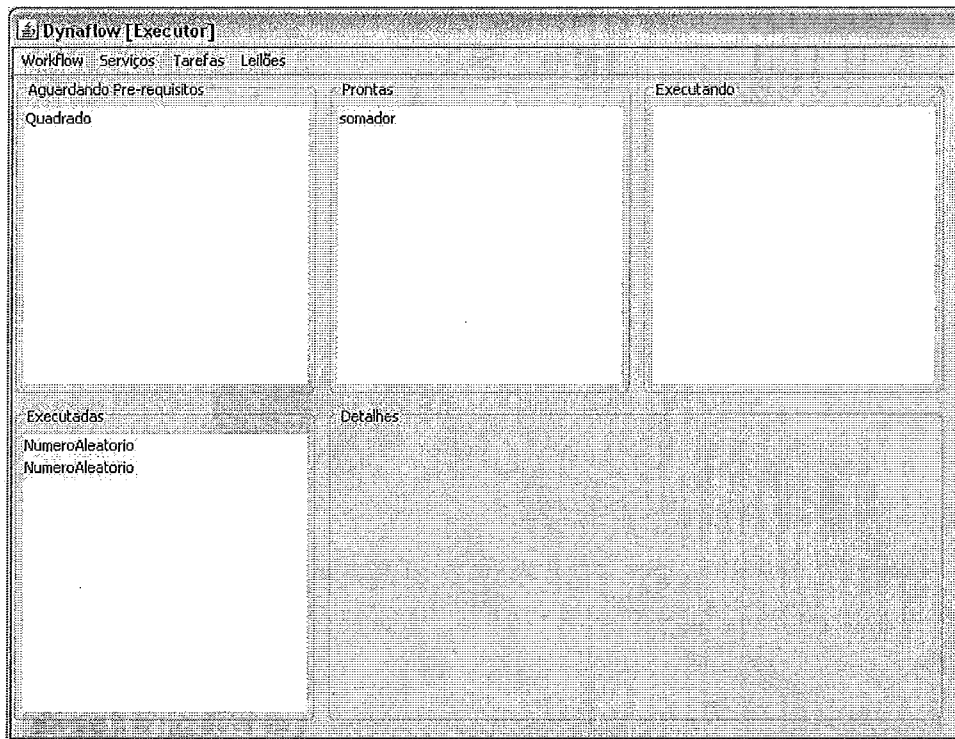 Dynaflow [Executor]
Workflow Serviços Tarefas Leilões
Aguardando Pre-requisitos
Prontas
Executando
Quadrado
somador
Executadas
Detalhes
NumeroAleatorio
NumeroAleatorio